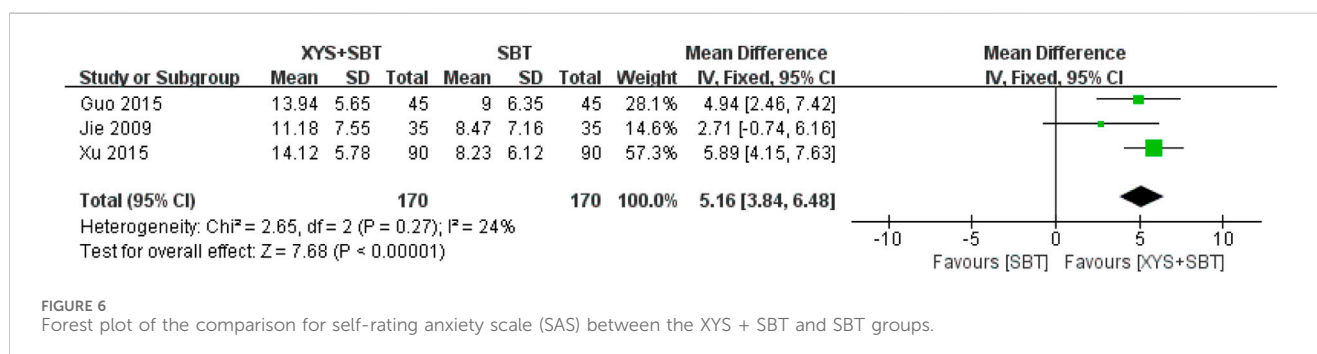 XYS+SBT SBT Mean Difference Mean Difference
Study or Subgroup Mean SD Total Mean SD Total Weight IV, Fixed, 95% CI IV, Fixed, 95% CI
Guo 2015 13.94 5.65 45 9 6.35 45 28.1% 4.94 [2.46, 7.42]
Jie 2009 11.18 7.55 35 8.47 7.16 35 14.6% 2.71 [-0.74, 6.16]
Xu 2015 14.12 5.78 90 8.23 6.12 90 57.3% 5.89 [4.15, 7.63]
Total (95% CI) 170 170 100.0% 5.16 [3.84, 6.48]
Heterogeneity: Chi² = 2.65, df = 2 (P = 0.27); I² = 24%
Test for overall effect: Z = 7.68 (P < 0.00001)
-10 -5 0 5 10
Favours [SBT] Favours [XYS+SBT]
FIGURE 6
Forest plot of the comparison for self-rating anxiety scale (SAS) between the XYS + SBT and SBT groups.